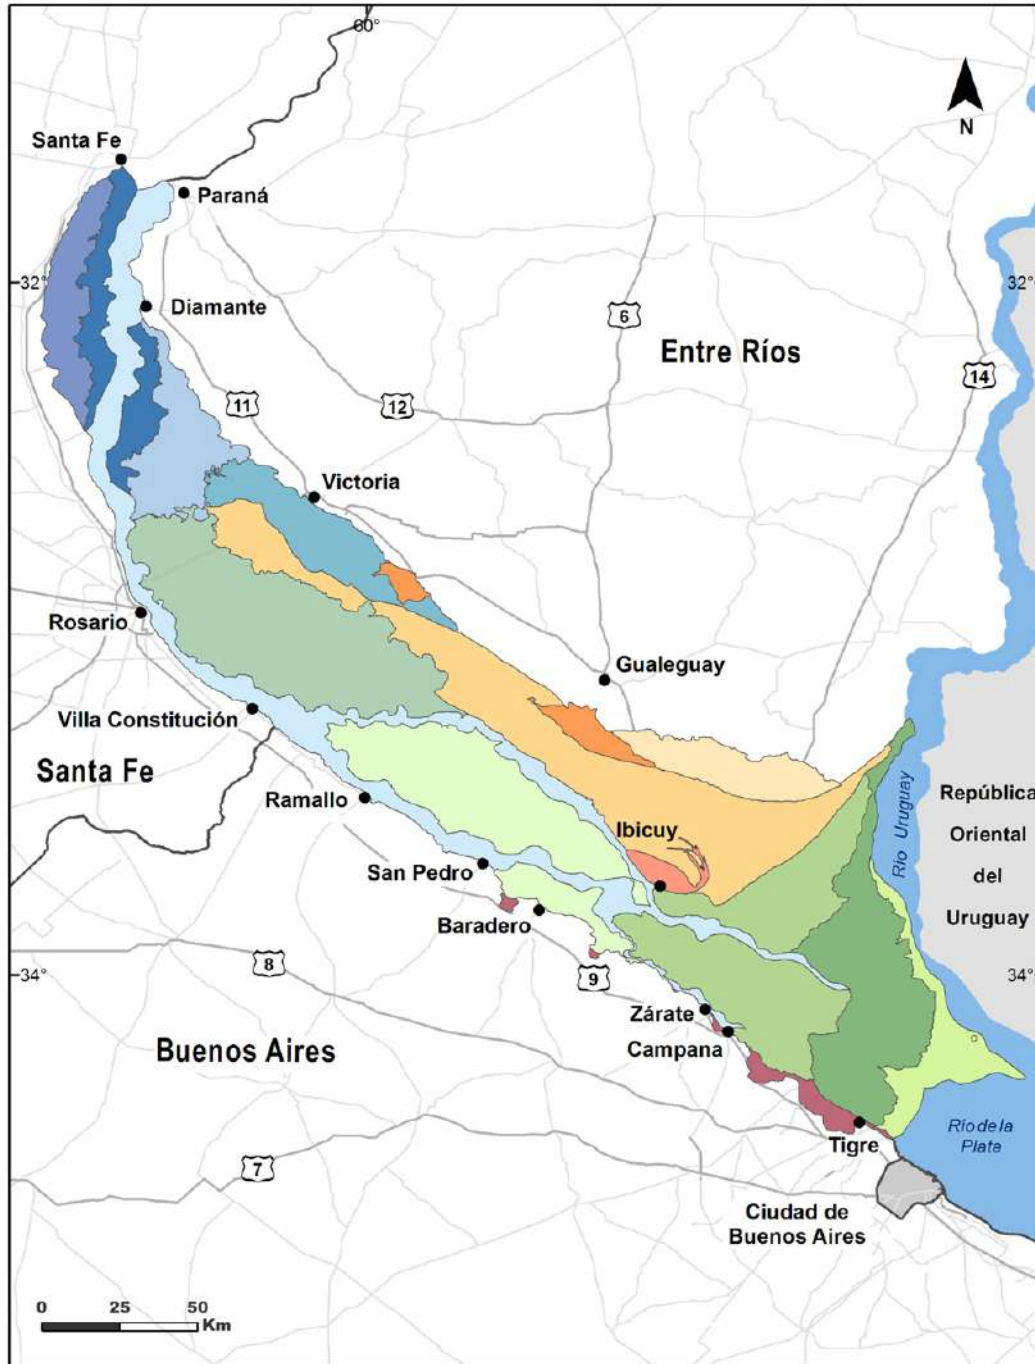 60°
N
Santa Fe
Paraná
32°
32°
Diamante
6
Entre Ríos
14
11
12
Victoria
Rosario
Gualeguay
Villa Constitución
Santa Fe
Río Uruguay
República
Oriental
del
Uruguay
Ramallo
Ibicuy
San Pedro
Baradero
8
9
34°
34°
Zárate
Campana
Buenos Aires
Río de la
Plata
Tigre
7
Ciudad de
Buenos Aires
0 25 50
Km